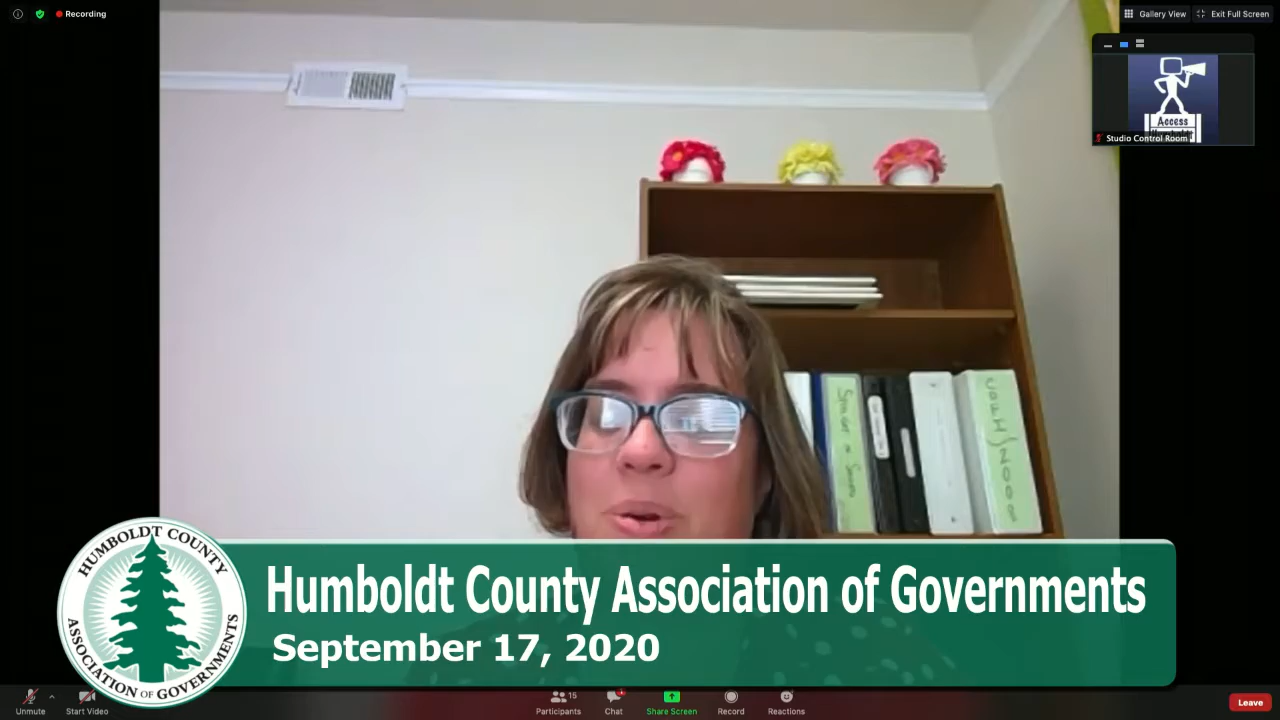 Recording
Gallery View
Exit Full Screen
Access
Studio Control Room
HUMBOLDT COUNTY
ASSOCIATION OF GOVERNMENTS
Humboldt County Association of Governments
September 17, 2020
Unmute
Start Video
Participants
15
Chat
Share Screen
Record
Reactions
Leave